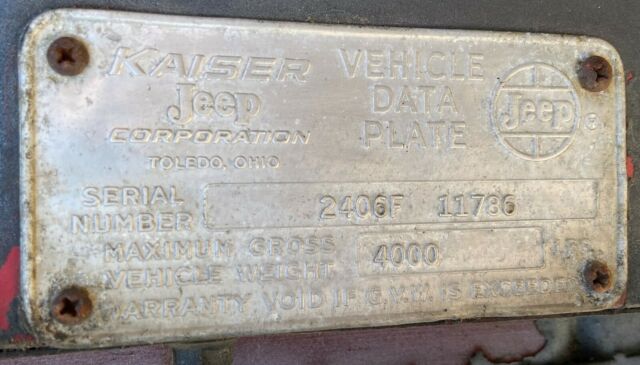 KAISER
Jeep
CORPORATION
TOLEDO, OHIO
VEHICLE
DATA
PLATE
Jeep ®
SERIAL
NUMBER
2406F 11786
MAXIMUM GROSS
VEHICLE WEIGHT
4000 LBS.
WARRANTY VOID IF G.V.W. IS EXCEEDED